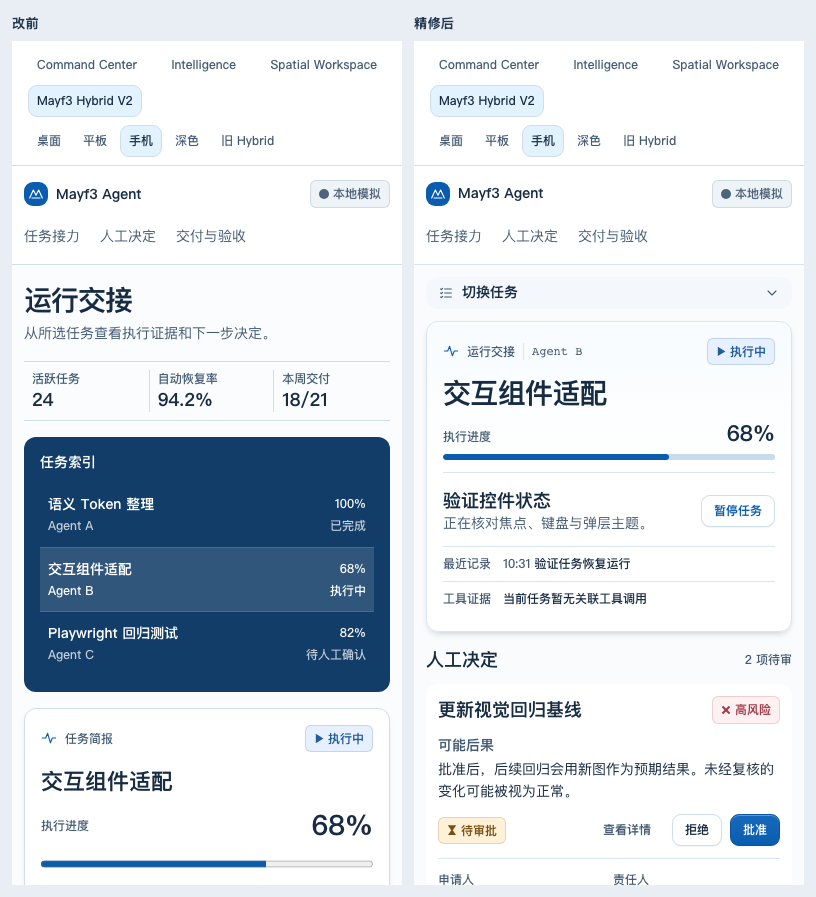 改前
Command Center Intelligence Spatial Workspace
Mayf3 Hybrid V2
桌面 平板 手机 深色 旧 Hybrid
Mayf3 Agent 本地模拟
任务接力 人工决定 交付与验收
运行交接
从所选任务查看执行证据和下一步决定。
活跃任务 自动恢复率 本周交付
24 94.2% 18/21
任务索引
语义 Token 整理 100%
Agent A 已完成
交互组件适配 68%
Agent B 执行中
Playwright 回归测试 82%
Agent C 待人工确认
任务简报 执行中
交互组件适配
执行进度 68%
精修后
Command Center Intelligence Spatial Workspace
Mayf3 Hybrid V2
桌面 平板 手机 深色 旧 Hybrid
Mayf3 Agent 本地模拟
任务接力 人工决定 交付与验收
切换任务
运行交接 Agent B 执行中
交互组件适配
执行进度 68%
验证控件状态
正在核对焦点、键盘与弹层主题。 暂停任务
最近记录 10:31 验证任务恢复运行
工具证据 当前任务暂无关联工具调用
人工决定 2 项待审
更新视觉回归基线 高风险
可能后果
批准后，后续回归会用新图作为预期结果。未经复核的
变化可能被视为正常。
待审批 查看详情 拒绝 批准
申请人 责任人